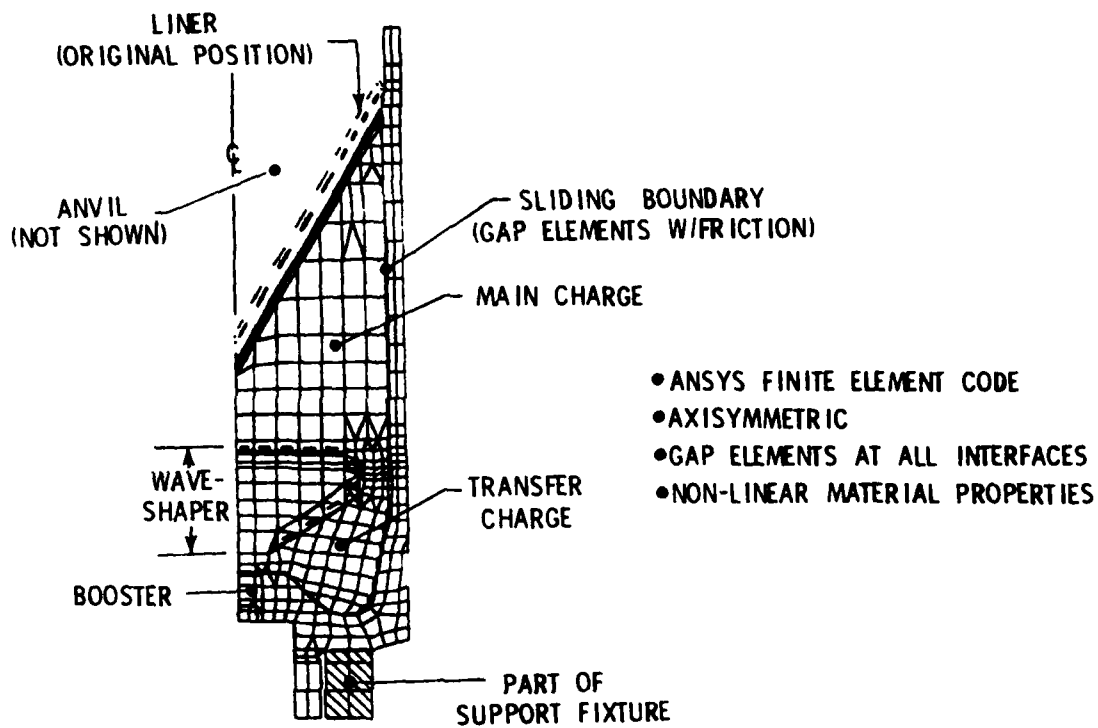 LINER
(ORIGINAL POSITION)
℄
ANVIL
(NOT SHOWN)
SLIDING BOUNDARY
(GAP ELEMENTS W/FRICTION)
MAIN CHARGE
●ANSYS FINITE ELEMENT CODE
●AXISYMMETRIC
●GAP ELEMENTS AT ALL INTERFACES
●NON-LINEAR MATERIAL PROPERTIES
WAVE-
SHAPER
TRANSFER
CHARGE
BOOSTER
PART OF
SUPPORT FIXTURE